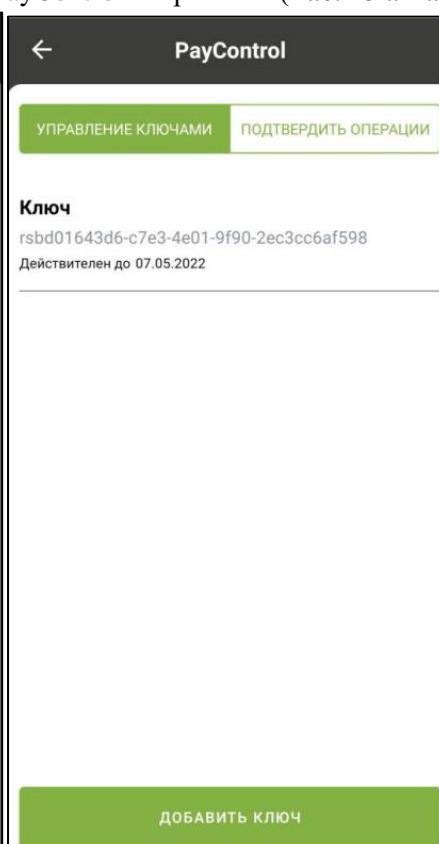 PayControl
УПРАВЛЕНИЕ КЛЮЧАМИ
ПОДТВЕРДИТЬ ОПЕРАЦИИ
Ключ
rsbd01643d6-c7e3-4e01-9f90-2ec3cc6af598
Действителен до 07.05.2022
ДОБАВИТЬ КЛЮЧ